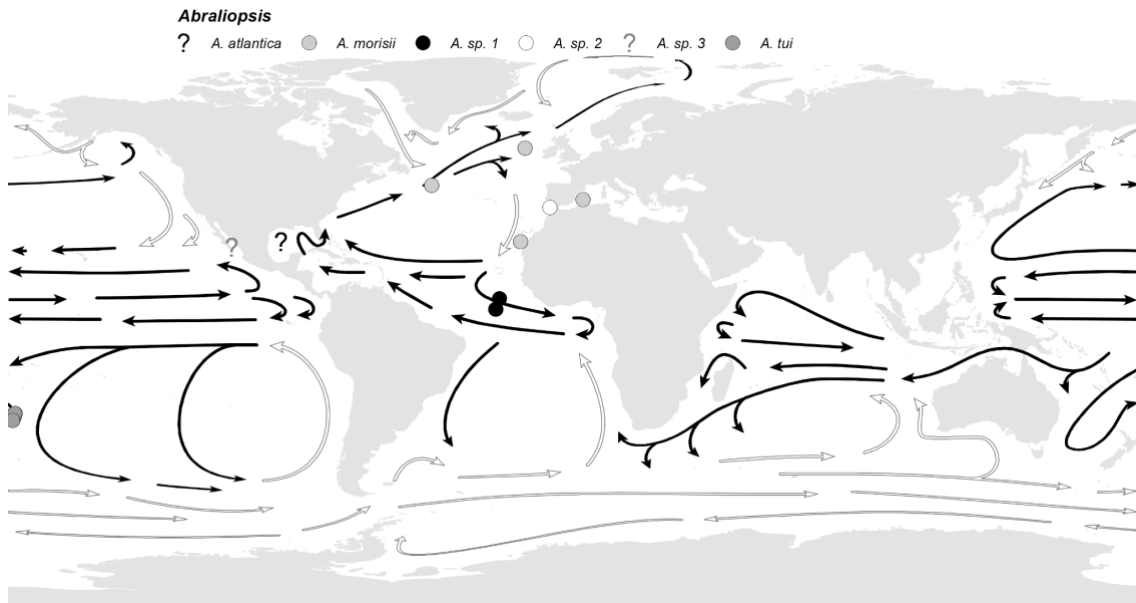 Abraliopsis
? A. atlantica A. morisii A. sp. 1 A. sp. 2 ? A. sp. 3 A. tui
?
?